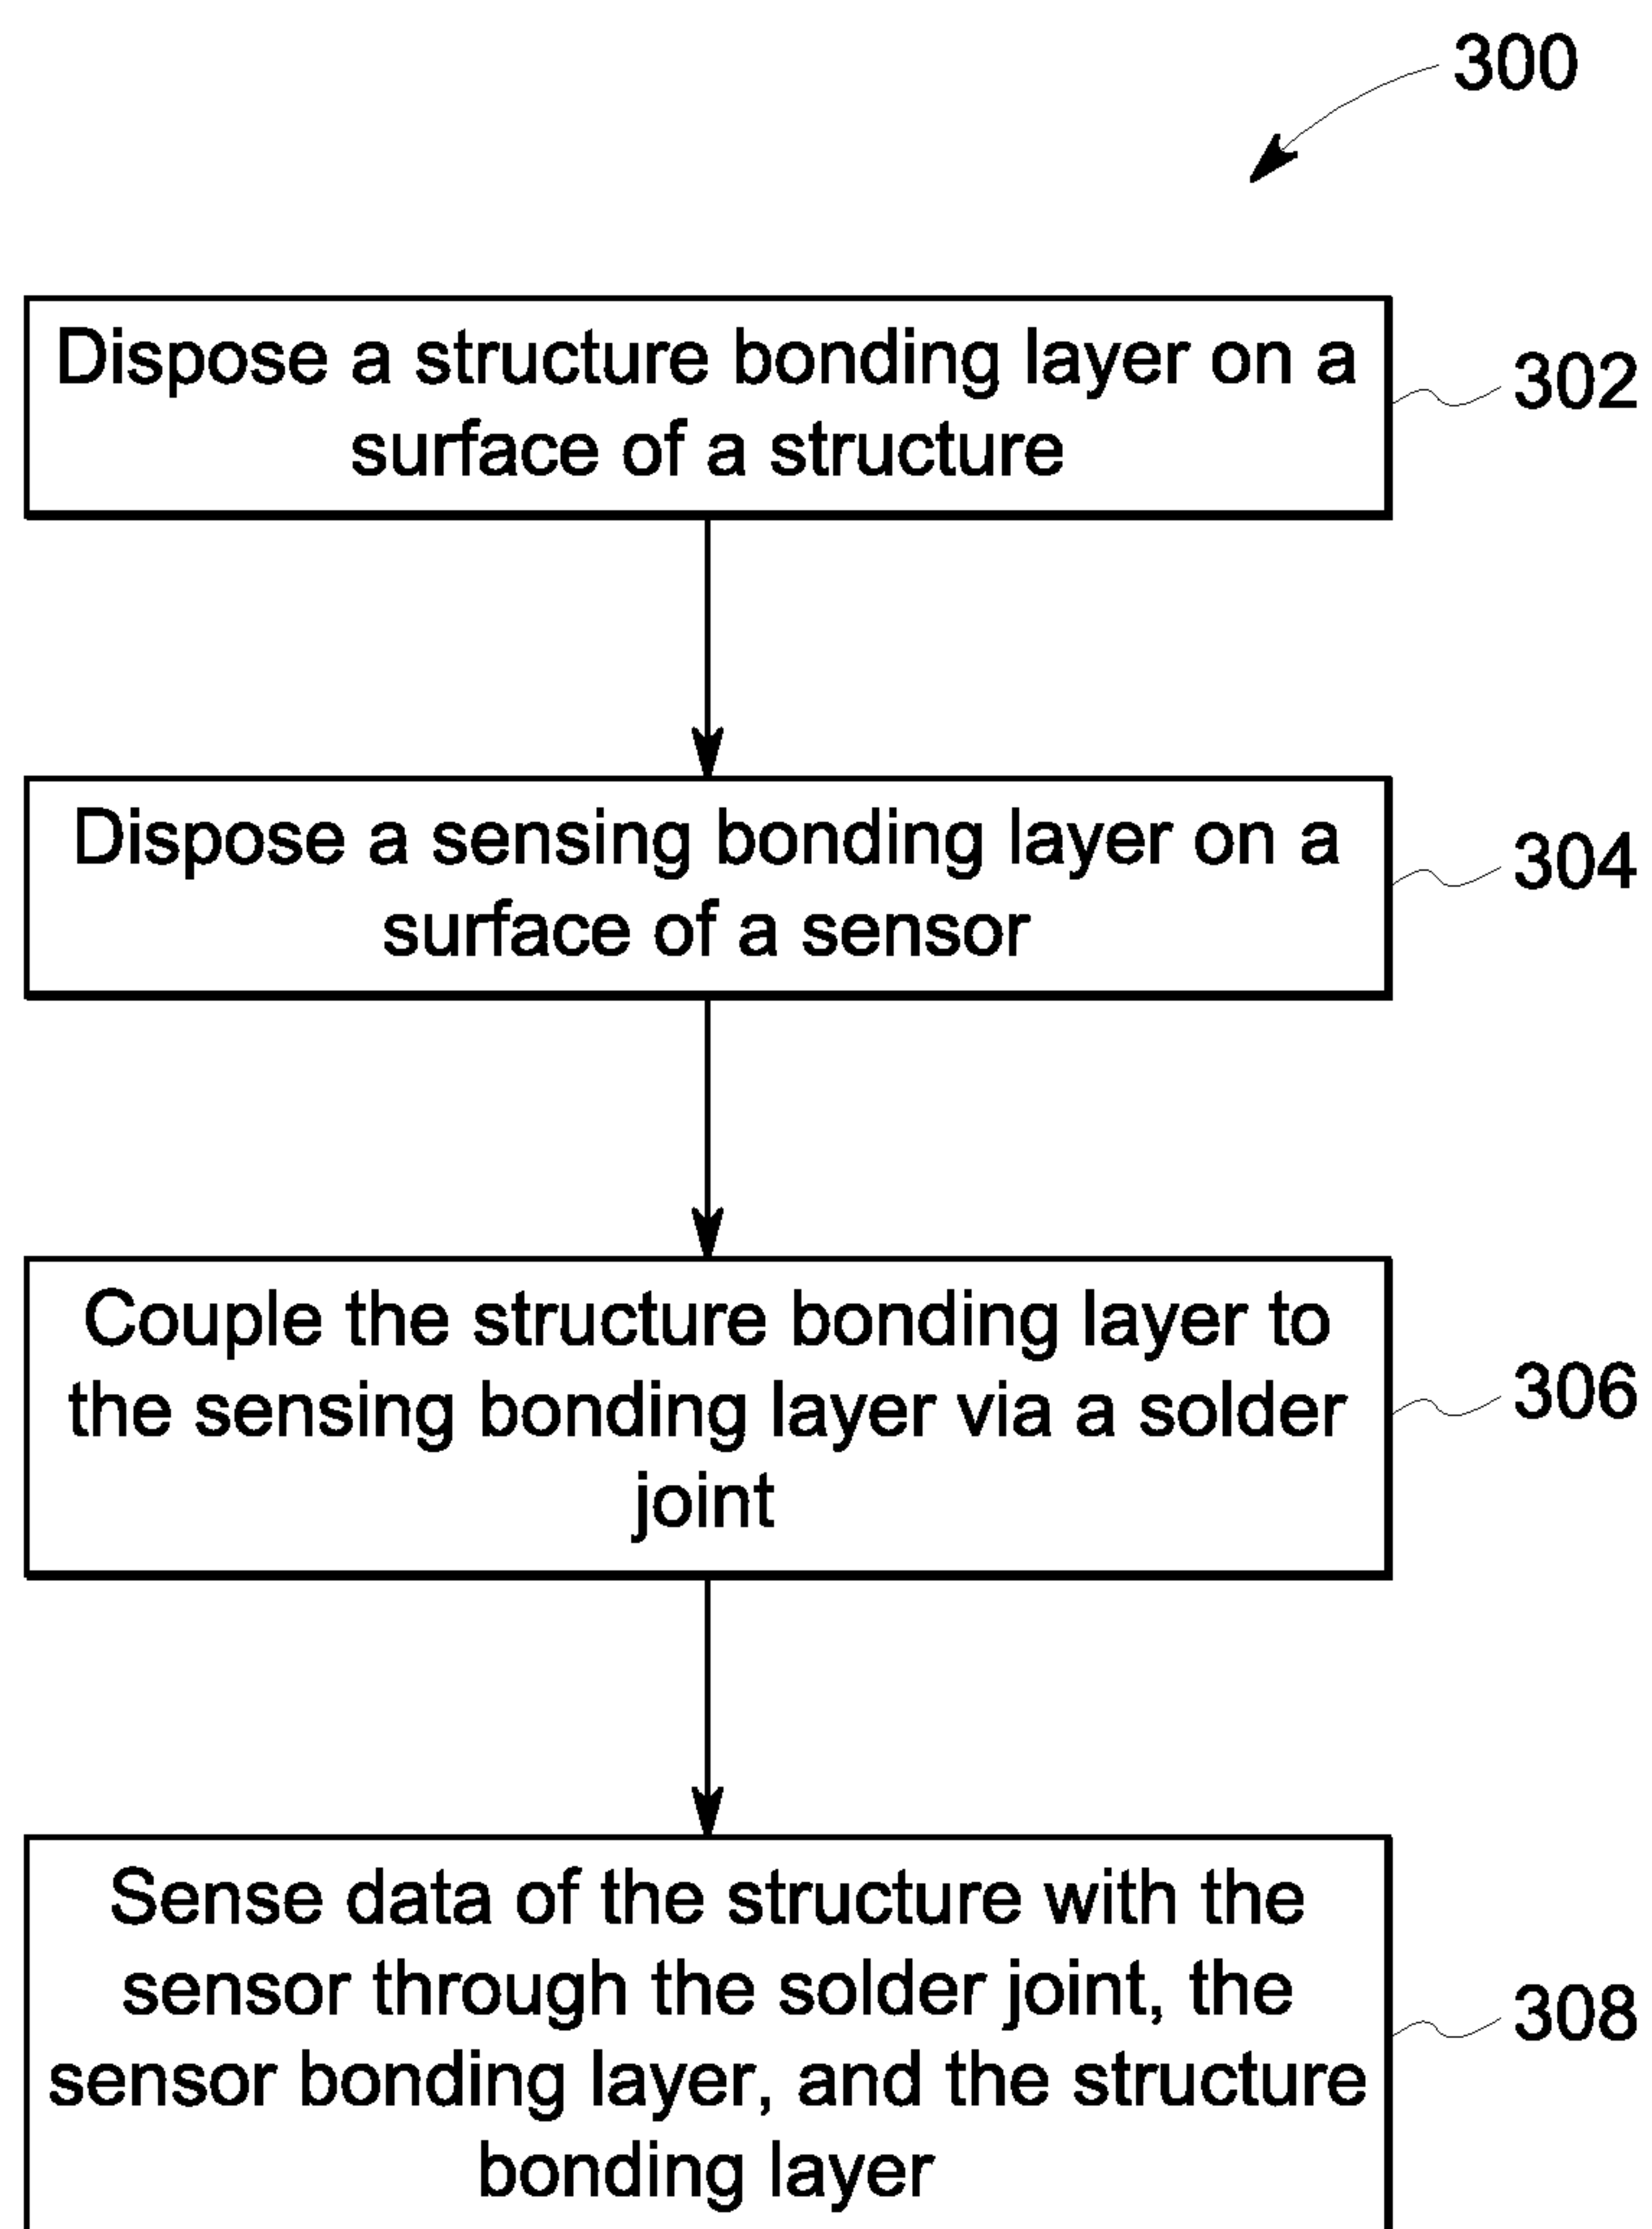 300
Dispose a structure bonding layer on a
surface of a structure
302
Dispose a sensing bonding layer on a
surface of a sensor
304
Couple the structure bonding layer to
the sensing bonding layer via a solder
joint
306
Sense data of the structure with the
sensor through the solder joint, the
sensor bonding layer, and the structure
bonding layer
308